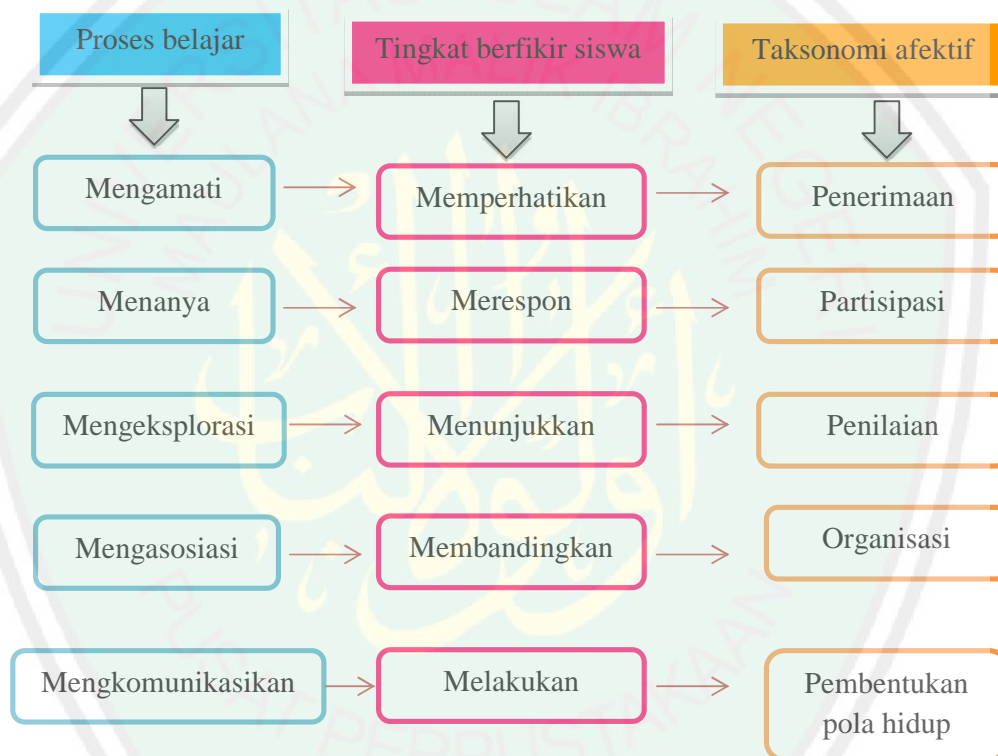 Proses belajar
Tingkat berfikir siswa
Taksonomi afektif
Mengamati
Memperhatikan
Penerimaan
Menanya
Merespon
Partisipasi
Mengeksplorasi
Menunjukkan
Penilaian
Mengasosiasi
Membandingkan
Organisasi
Mengkomunikasikan
Melakukan
Pembentukan
pola hidup